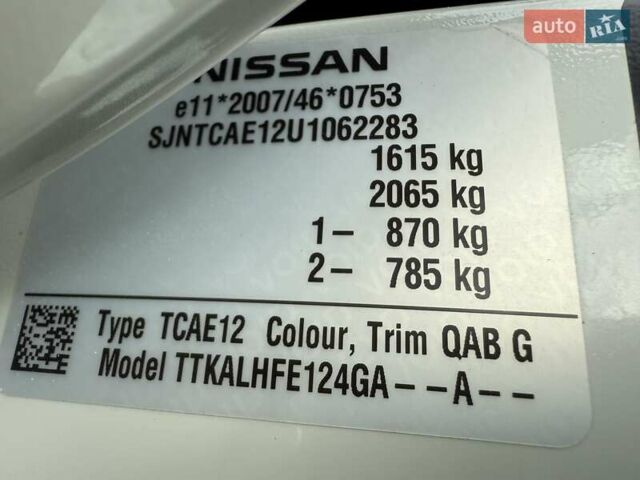 auto RIA.com
NISSAN
e11*2007/46*0753
SJNTCAE12U1062283
1615 kg
2065 kg
1– 870 kg
2– 785 kg
Type TCAE12 Colour, Trim QAB G
Model TTKALHFE124GA––A––